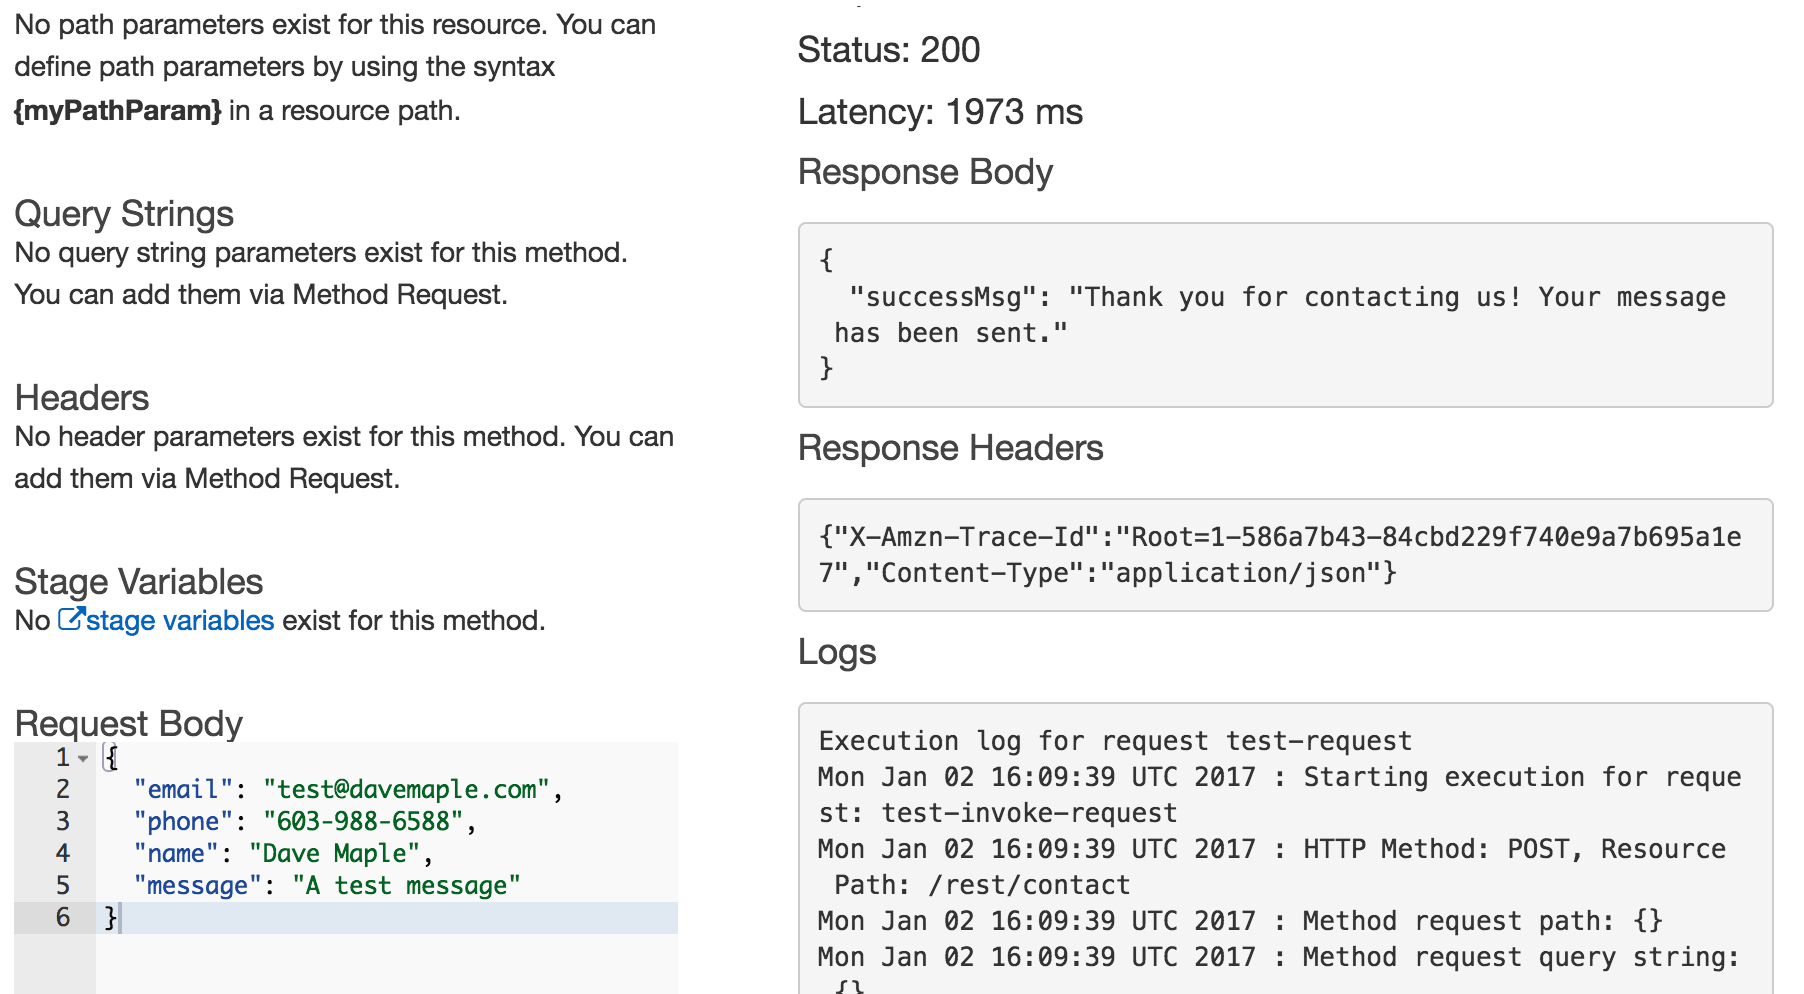 No path parameters exist for this resource. You can
define path parameters by using the syntax
{myPathParam} in a resource path.
Query Strings
No query string parameters exist for this method.
You can add them via Method Request.
Headers
No header parameters exist for this method. You can
add them via Method Request.
Stage Variables
No stage variables exist for this method.
Request Body
1 {
2 "email": "test@davemaple.com",
3 "phone": "603-988-6588",
4 "name": "Dave Maple",
5 "message": "A test message"
6 }
Status: 200
Latency: 1973 ms
Response Body
{
"successMsg": "Thank you for contacting us! Your message
has been sent."
}
Response Headers
{"X-Amzn-Trace-Id":"Root=1-586a7b43-84cbd229f740e9a7b695a1e
7","Content-Type":"application/json"}
Logs
Execution log for request test-request
Mon Jan 02 16:09:39 UTC 2017 : Starting execution for reque
st: test-invoke-request
Mon Jan 02 16:09:39 UTC 2017 : HTTP Method: POST, Resource
Path: /rest/contact
Mon Jan 02 16:09:39 UTC 2017 : Method request path: {}
Mon Jan 02 16:09:39 UTC 2017 : Method request query string:
{}